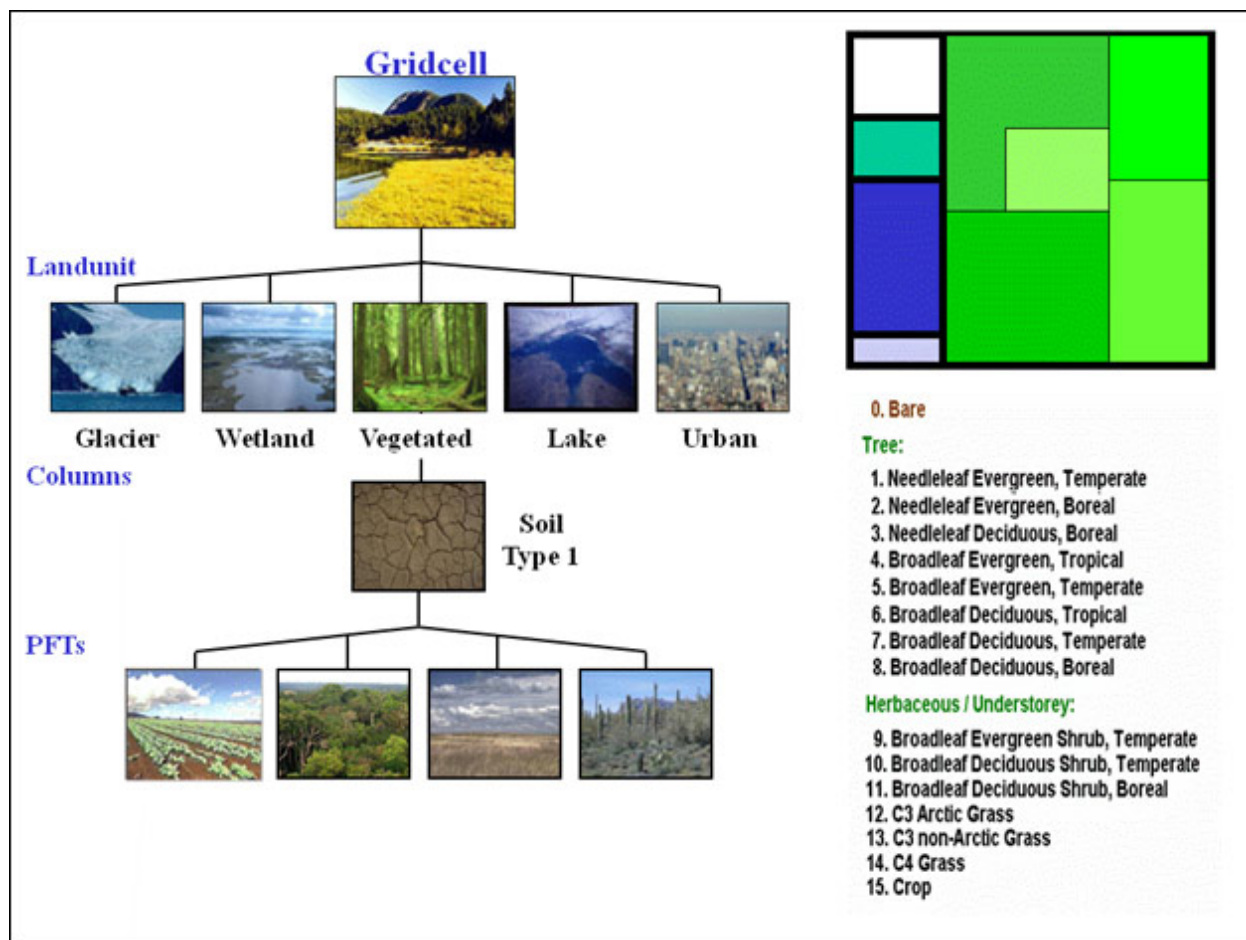 Gridcell
Landunit
Glacier
Wetland
Vegetated
Lake
Urban
Columns
Soil
Type 1
PFTs
0. Bare
Tree:
1. Needleleaf Evergreen, Temperate
2. Needleleaf Evergreen, Boreal
3. Needleleaf Deciduous, Boreal
4. Broadleaf Evergreen, Tropical
5. Broadleaf Evergreen, Temperate
6. Broadleaf Deciduous, Tropical
7. Broadleaf Deciduous, Temperate
8. Broadleaf Deciduous, Boreal
Herbaceous / Understorey:
9. Broadleaf Evergreen Shrub, Temperate
10. Broadleaf Deciduous Shrub, Temperate
11. Broadleaf Deciduous Shrub, Boreal
12. C3 Arctic Grass
13. C3 non-Arctic Grass
14. C4 Grass
15. Crop